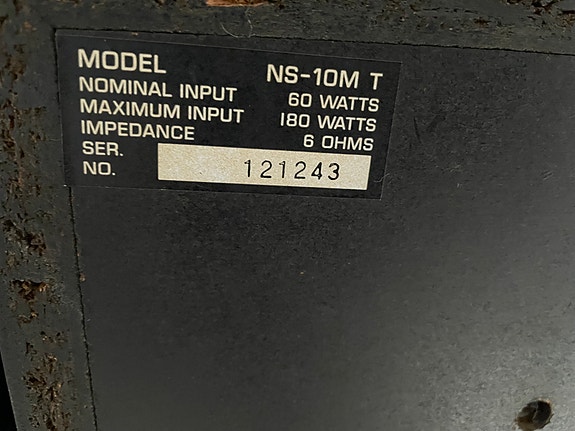 MODEL NS-10M T
NOMINAL INPUT 60 WATTS
MAXIMUM INPUT 180 WATTS
IMPEDANCE 6 OHMS
SER.
NO. 121243